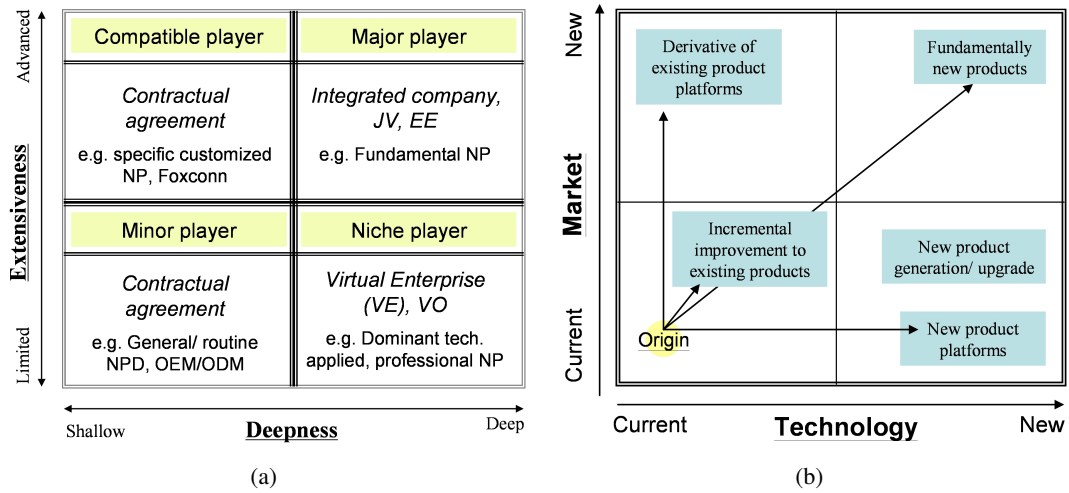 Advanced
Extensiveness
Limited
Compatible player
Contractual
agreement
e.g. specific customized
NP, Foxconn
Major player
Integrated company,
JV, EE
e.g. Fundamental NP
Minor player
Contractual
agreement
e.g. General/ routine
NPD, OEM/ODM
Niche player
Virtual Enterprise
(VE), VO
e.g. Dominant tech.
applied, professional NP
Shallow
Deepness
Deep
(a)
New
Market
Current
Derivative of
existing product
platforms
Fundamentally
new products
Incremental
improvement to
existing products
New product
generation/ upgrade
New product
platforms
Origin
Current
Technology
New
(b)